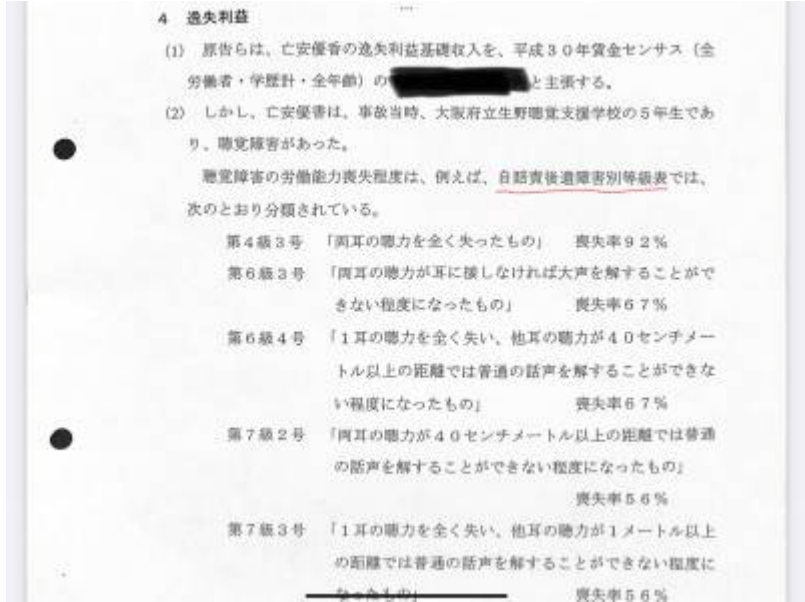 4 逸失利益
(1) 原告らは、亡安優香の逸失利益基礎収入を、平成30年賃金センサス(全
労働者・学歴計・全年齢)の
と主張する。
(2) しかし、亡安優香は、事故当時、大阪府立生野聴覚支援学校の5年生であ
り、聴覚障害があった。
聴覚障害の労働能力喪失程度は、例えば、自賠責後遺障害別等級表では、
次のとおり分類されている。
第4級3号 「両耳の聴力を全く失ったもの」 喪失率92%
第6級3号 「両耳の聴力が耳に接しなければ大声を解することがで
きない程度になったもの」 喪失率67%
第6級4号 「1耳の聴力を全く失い、他耳の聴力が40センチメー
トル以上の距離では普通の話声を解することができな
い程度になったもの」 喪失率67%
第7級2号 「両耳の聴力が40センチメートル以上の距離では普通
の話声を解することができない程度になったもの」
喪失率56%
第7級3号 「1耳の聴力を全く失い、他耳の聴力が1メートル以上
の距離では普通の話声を解することができない程度に
なったもの」 喪失率56%